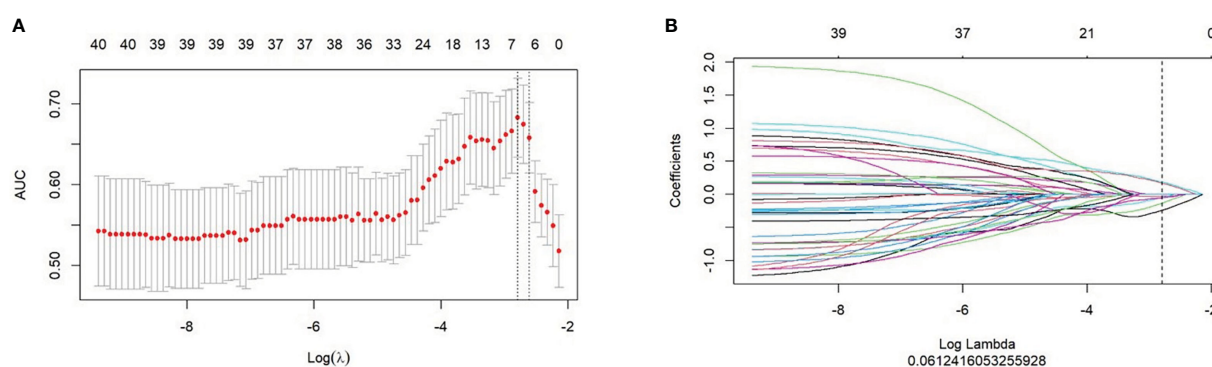 A
40 40 39 39 39 39 37 37 38 36 33 24 18 13 7 6 0
AUC
0.70
0.60
0.50
-8 -6 -4 -2
Log(λ)
B
39 37 21 0
Coefficients
2.0
1.5
1.0
0.5
0.0
-1.0
-8 -6 -4 -2
Log Lambda
0.0612416053255928